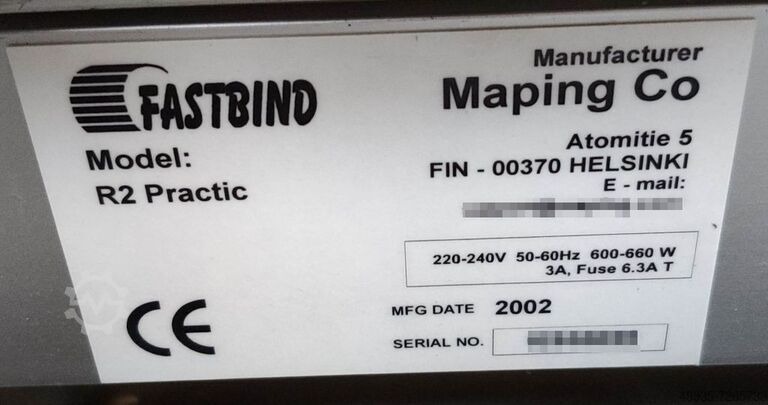 FASTBIND
Model:
R2 Practic
Manufacturer
Maping Co
Atomitie 5
FIN - 00370 HELSINKI
E - mail:
220-240V 50-60Hz 600-660 W
3A, Fuse 6.3A T
MFG DATE 2002
SERIAL NO.
CE